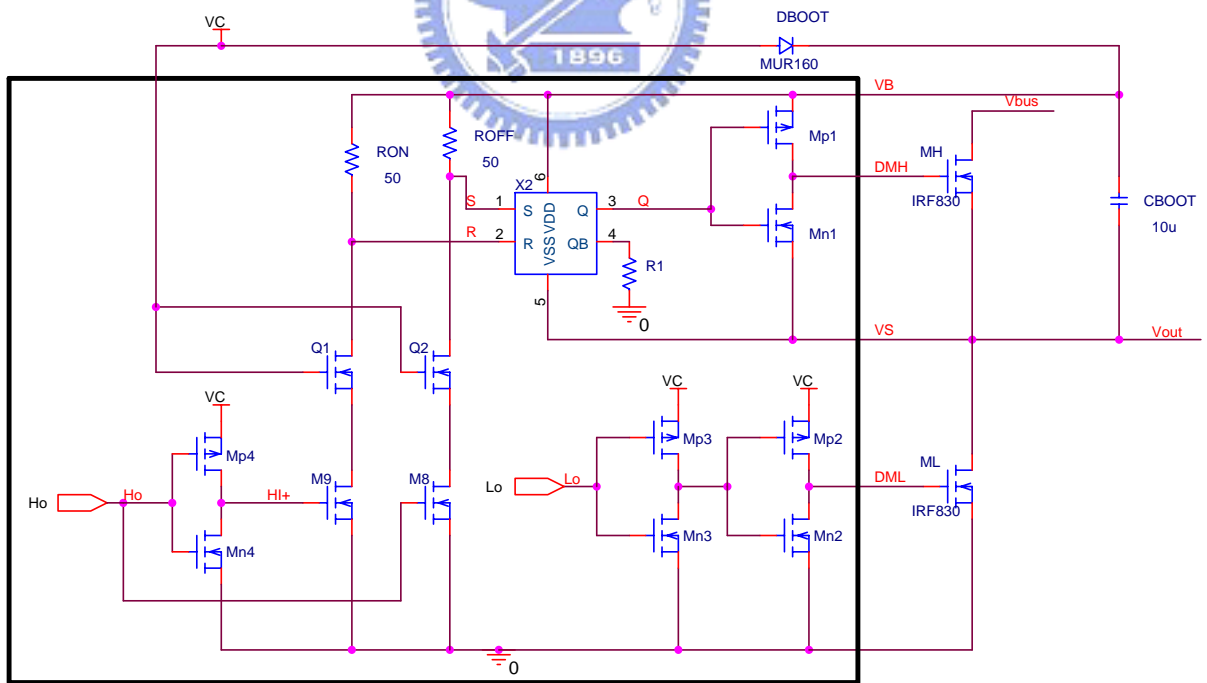 VC
DBOOT
MUR160
1896
VB
Vbus
RON
50
ROFF
50
X2
S
R
1
2
6
S
R
VDD
VSS
Q
QB
3
4
5
Q
R1
0
Mp1
Mn1
DMH
MH
IRF830
CBOOT
10u
VS
Vout
Q1
Q2
VC
Mp4
Mn4
Ho
Ho
HI+
M9
M8
VC
VC
Mp3
Mp2
Lo
Lo
Mn3
Mn2
DML
ML
IRF830
0